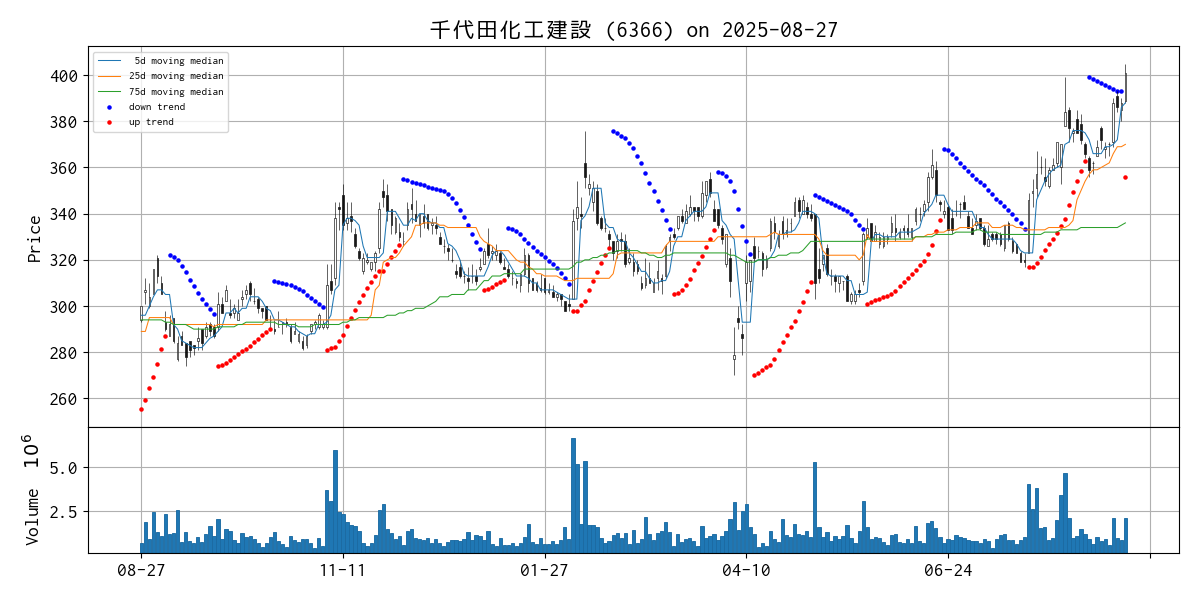 千代田化工建設 (6366) on 2025-08-27
5d moving median
25d moving median
75d moving median
down trend
up trend
Price
400
380
360
340
320
300
280
260
Volume 10^6
5.0
2.5
08-27
11-11
01-27
04-10
06-24